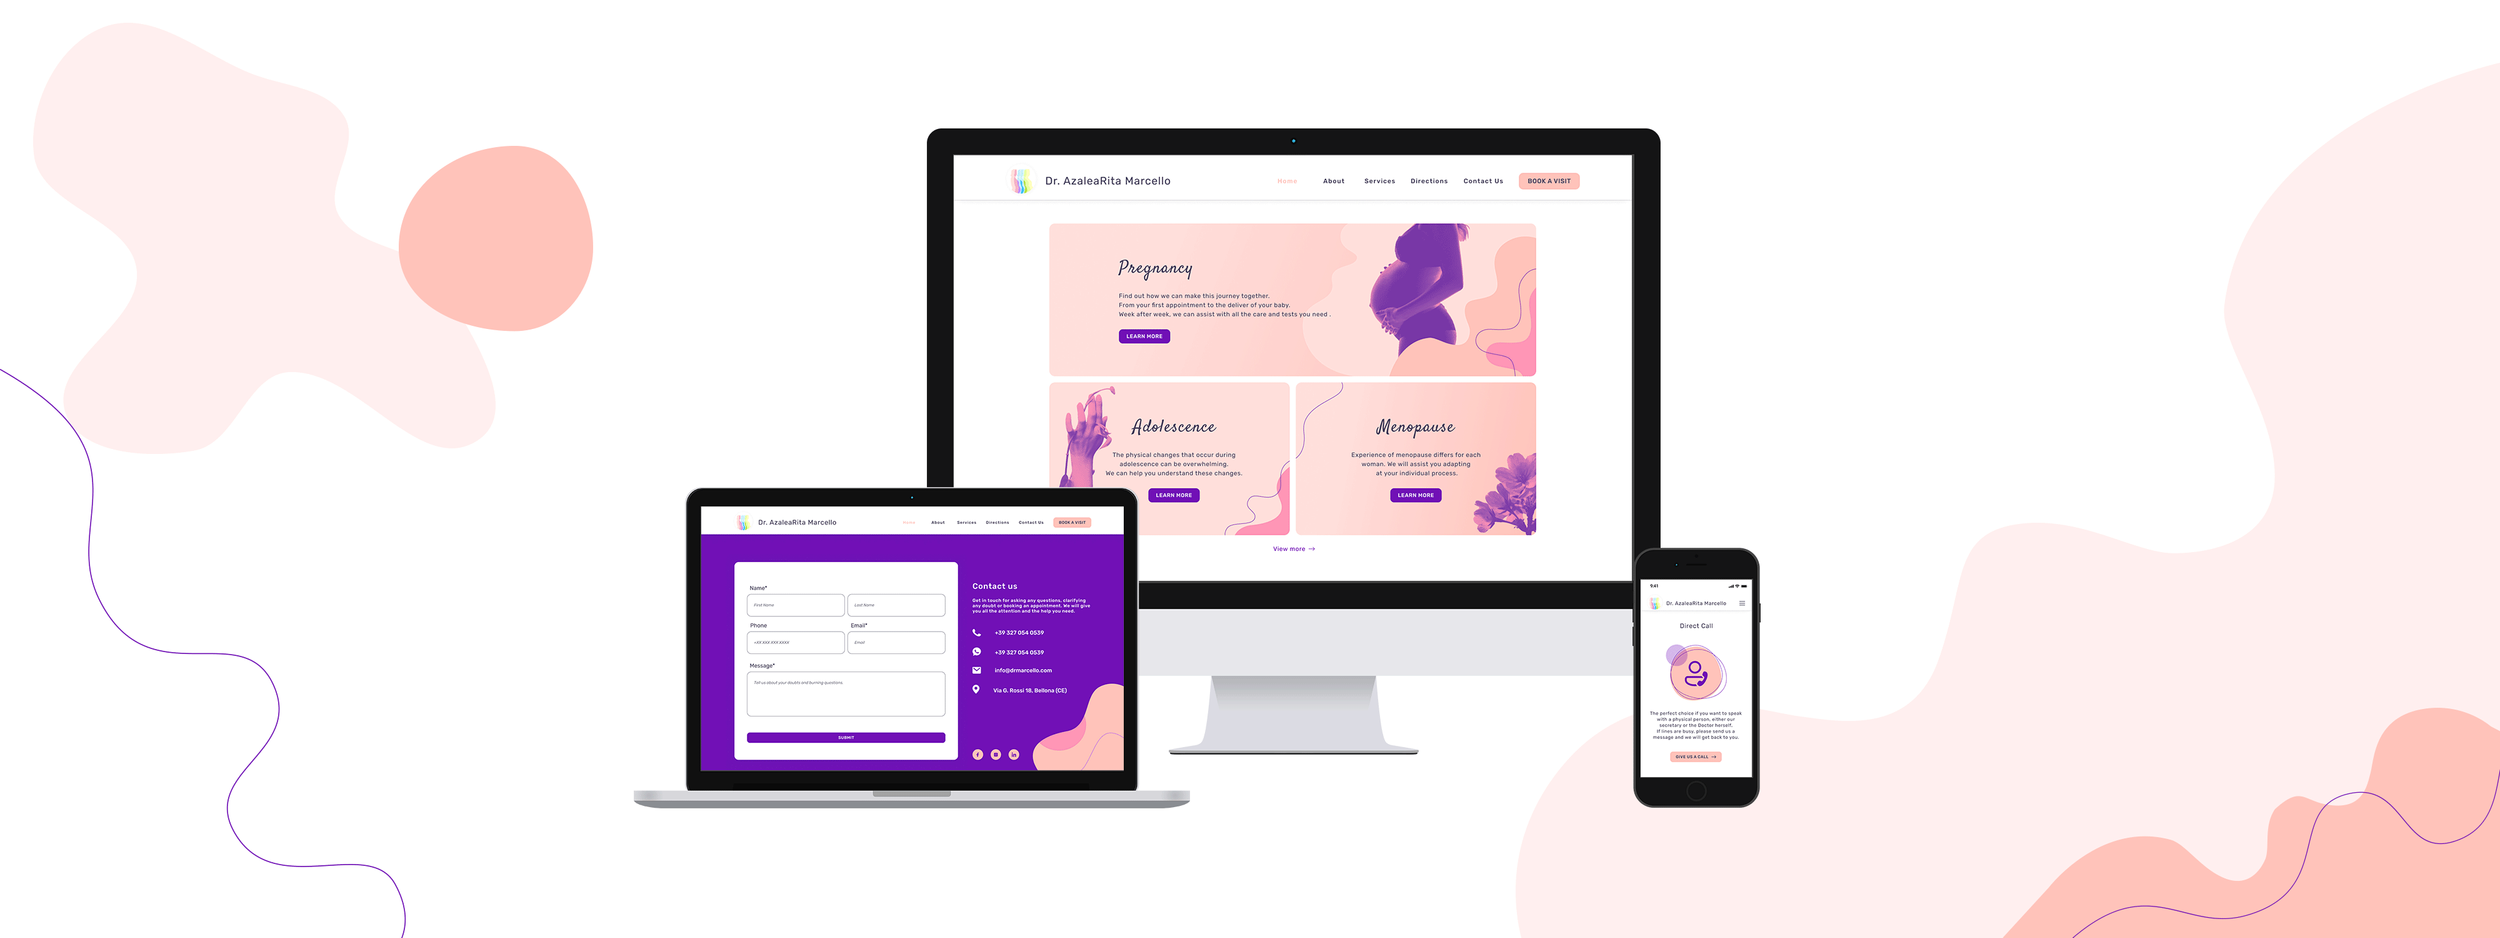 Dr. AzaleaRita Marcello
Home About Services Directions Contact Us BOOK A VISIT
Pregnancy
Find out how we can make this journey together.
From your first appointment to the deliver of your baby.
Week after week, we can assist with all the care and tests you need .
LEARN MORE
Adolescence
The physical changes that occur during
adolescence can be overwhelming.
We can help you understand these changes.
LEARN MORE
Menopause
Experience of menopause differs for each
woman. We will assist you adapting
at your individual process.
LEARN MORE
View more →
Dr. AzaleaRita Marcello
Home About Services Directions Contact Us BOOK A VISIT
Name*
First Name Last Name
Phone Email*
+XX XXX XXX XXXX Email
Message*
Tell us about your doubts and burning questions
SUBMIT
Contact us
Get in touch for asking any questions, clarifying
any doubt or booking an appointment. We will give
you all the attention and the help you need.
+39 327 054 0539
+39 327 054 0539
info@drmarcello.com
Via G. Rossi 18, Bellona (CE)
9:41
Dr. AzaleaRita Marcello
Direct Call
The perfect choice if you want to speak
with a physical person, either our
secretary or the Doctor herself.
If lines are busy, please send us a
message and we will get back to you.
GIVE US A CALL →